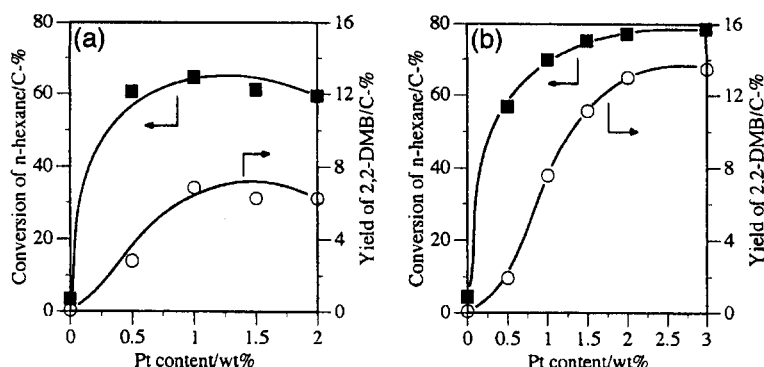 (a)
Conversion of n-hexane/C-%
80
60
40
20
0
16
12
8
4
0
Yield of 2,2-DMB/C-%
0 0.5 1 1.5 2
Pt content/wt%
(b)
Conversion of n-hexane/C-%
80
60
40
20
0
16
12
8
4
0
Yield of 2,2-DMB/C-%
0 0.5 1 1.5 2 3
Pt content/wt%